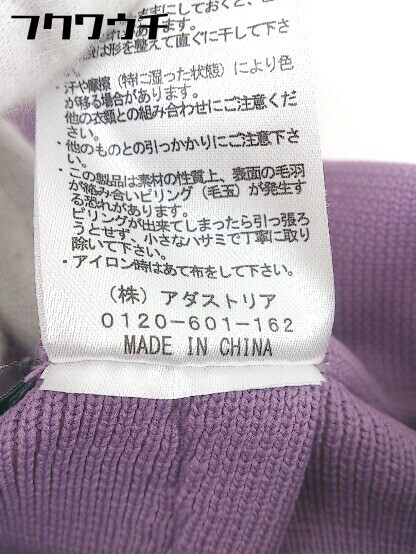 フクワウチ
まにしておくと、色
後は形を整えて直ぐに干して下さ
い。
・汗や摩擦(特に湿った状態)により色
が移る場合があります。
他の衣類との組み合わせにご注意くだ
さい。
・他のものとの引っかかりにご注意下さ
い。
・この製品は素材の性質上、表面の毛羽
が絡み合いピリング(毛玉)が発生す
る恐れがあります。
ピリングが出来てしまったら引っ張ろ
うとせず、小さなハサミで丁寧に取り
除いて下さい。
・アイロン時はあて布をして下さい。
(株) アダストリア
0120-601-162
MADE IN CHINA